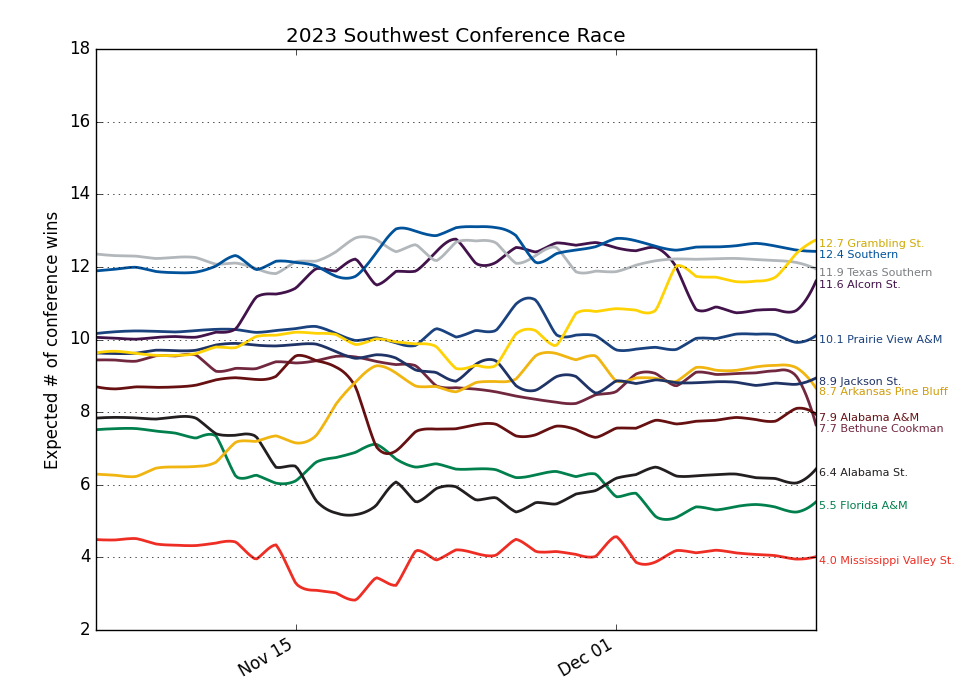 2023 Southwest Conference Race
Expected # of conference wins
18
16
14
12
10
8
6
4
2
Nov 15
Dec 01
12.7 Grambling St.
12.4 Southern
11.9 Texas Southern
11.6 Alcorn St.
10.1 Prairie View A&M
8.9 Jackson St.
8.7 Arkansas Pine Bluff
7.9 Alabama A&M
7.7 Bethune Cookman
6.4 Alabama St.
5.5 Florida A&M
4.0 Mississippi Valley St.